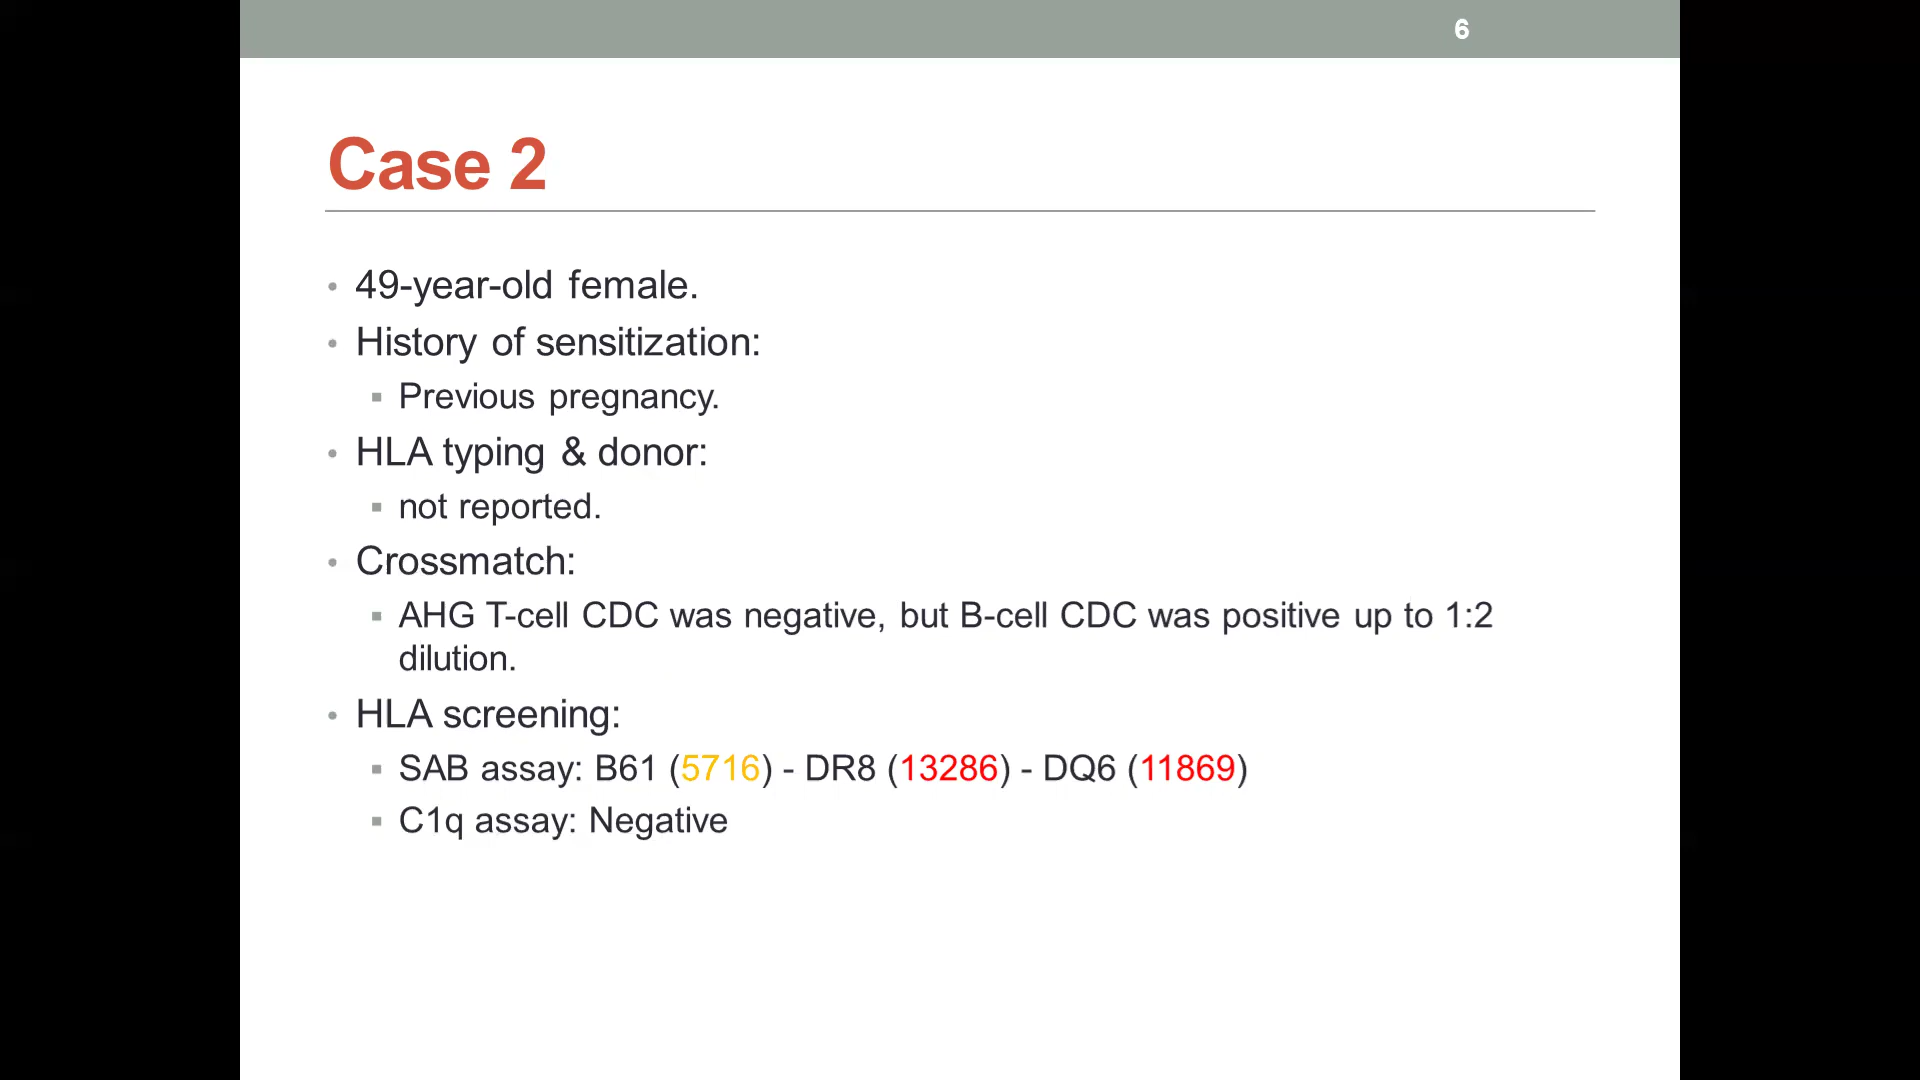 6
Case 2
• 49-year-old female.
• History of sensitization:
▪ Previous pregnancy.
• HLA typing & donor:
▪ not reported.
• Crossmatch:
▪ AHG T-cell CDC was negative, but B-cell CDC was positive up to 1:2
dilution.
• HLA screening:
▪ SAB assay: B61 (5716) - DR8 (13286) - DQ6 (11869)
▪ C1q assay: Negative